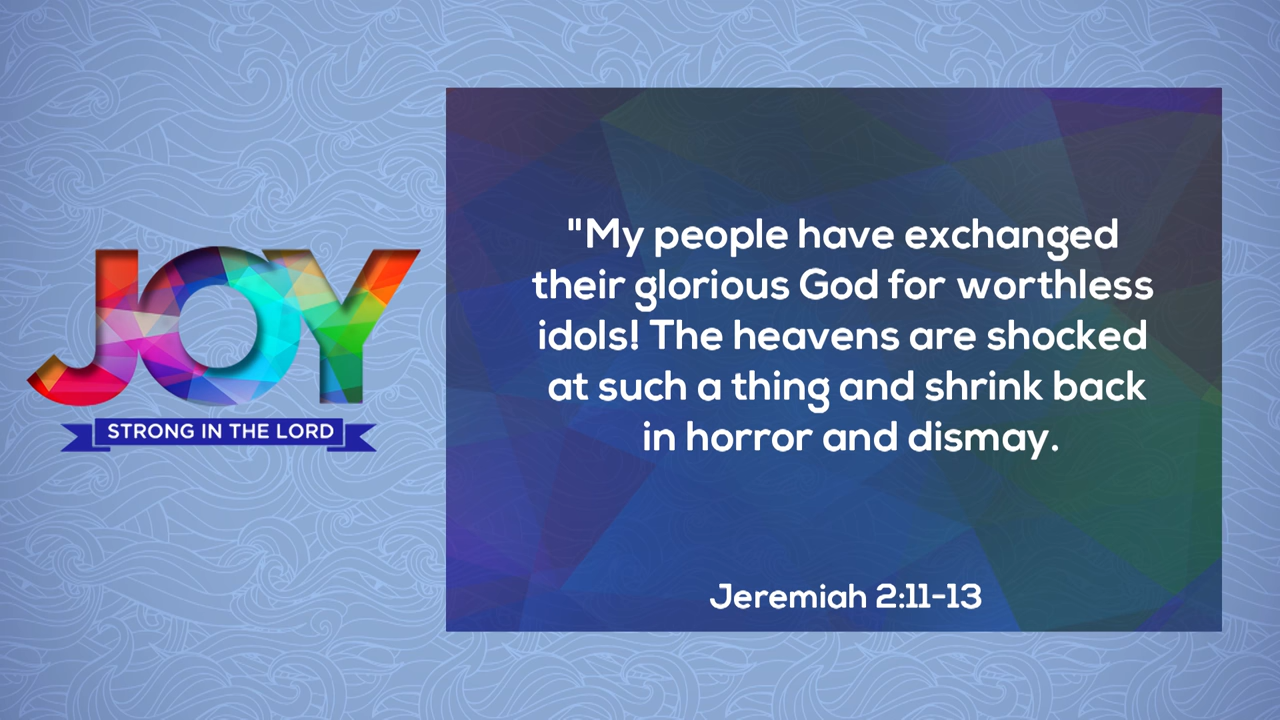 JOY
STRONG IN THE LORD
"My people have exchanged
their glorious God for worthless
idols! The heavens are shocked
at such a thing and shrink back
in horror and dismay.
Jeremiah 2:11-13